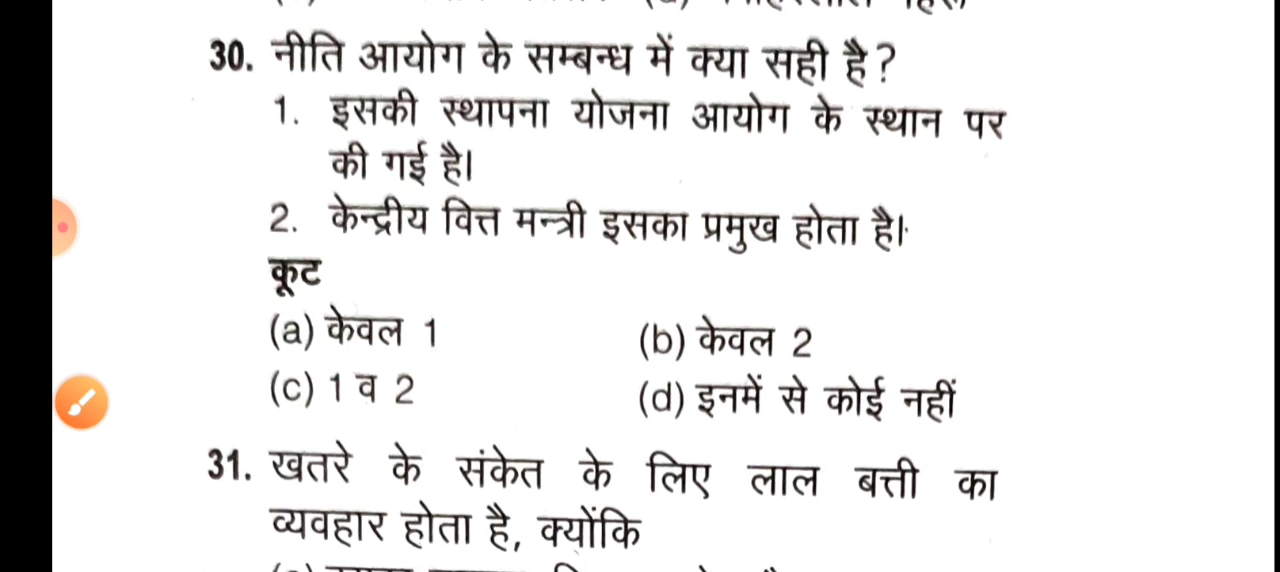 30. नीति आयोग के सम्बन्ध में क्या सही है?
1. इसकी स्थापना योजना आयोग के स्थान पर
की गई है।
2. केन्द्रीय वित्त मन्त्री इसका प्रमुख होता है।
कूट
(a) केवल 1 (b) केवल 2
(c) 1 व 2 (d) इनमें से कोई नहीं
31. खतरे के संकेत के लिए लाल बत्ती का
व्यवहार होता है, क्योंकि